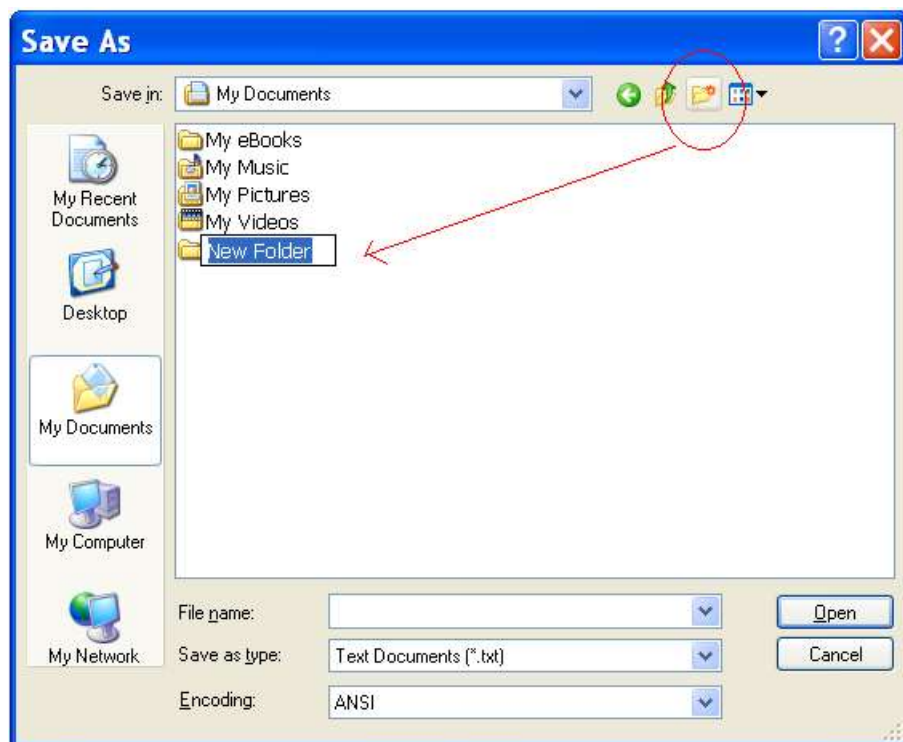 Save As
Save in:
My Documents
My Recent
Documents
Desktop
My Documents
My Computer
My Network
My eBooks
My Music
My Pictures
My Videos
New Folder
File name:
Open
Save as type:
Text Documents (*.txt)
Cancel
Encoding:
ANSI